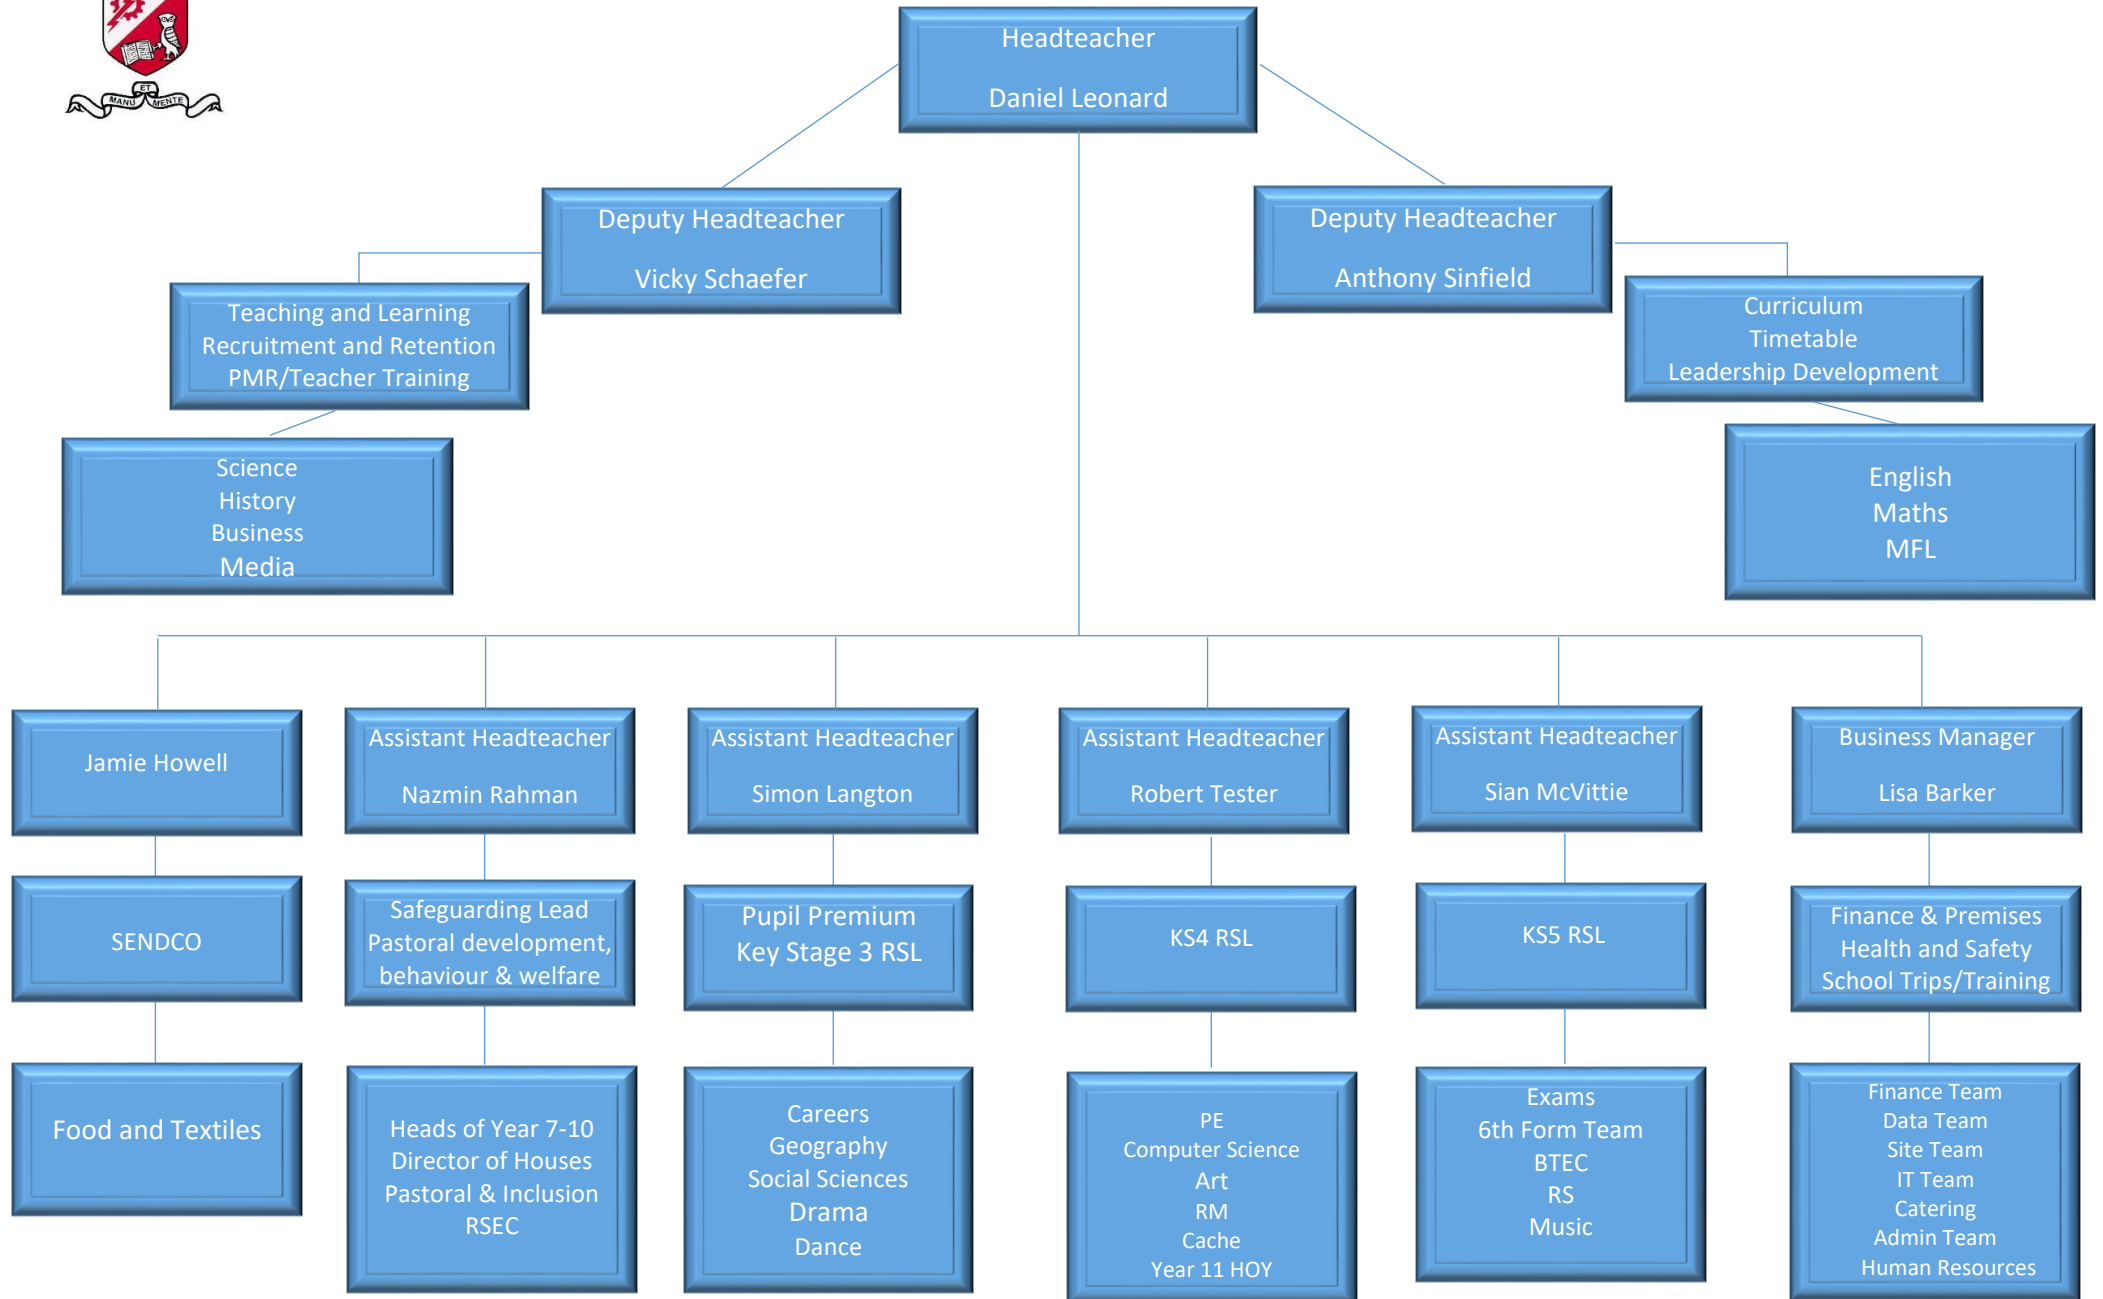 ET
MANU MENTE
Headteacher
Daniel Leonard
Deputy Headteacher
Vicky Schaefer
Deputy Headteacher
Anthony Sinfield
Teaching and Learning
Recruitment and Retention
PMR/Teacher Training
Curriculum
Timetable
Leadership Development
Science
History
Business
Media
English
Maths
MFL
Jamie Howell
Assistant Headteacher
Nazmin Rahman
Assistant Headteacher
Simon Langton
Assistant Headteacher
Robert Tester
Assistant Headteacher
Sian McVittie
Business Manager
Lisa Barker
SENDCO
Safeguarding Lead
Pastoral development,
behaviour & welfare
Pupil Premium
Key Stage 3 RSL
KS4 RSL
KS5 RSL
Finance & Premises
Health and Safety
School Trips/Training
Food and Textiles
Heads of Year 7-10
Director of Houses
Pastoral & Inclusion
RSEC
Careers
Geography
Social Sciences
Drama
Dance
PE
Computer Science
Art
RM
Cache
Year 11 HOY
Exams
6th Form Team
BTEC
RS
Music
Finance Team
Data Team
Site Team
IT Team
Catering
Admin Team
Human Resources